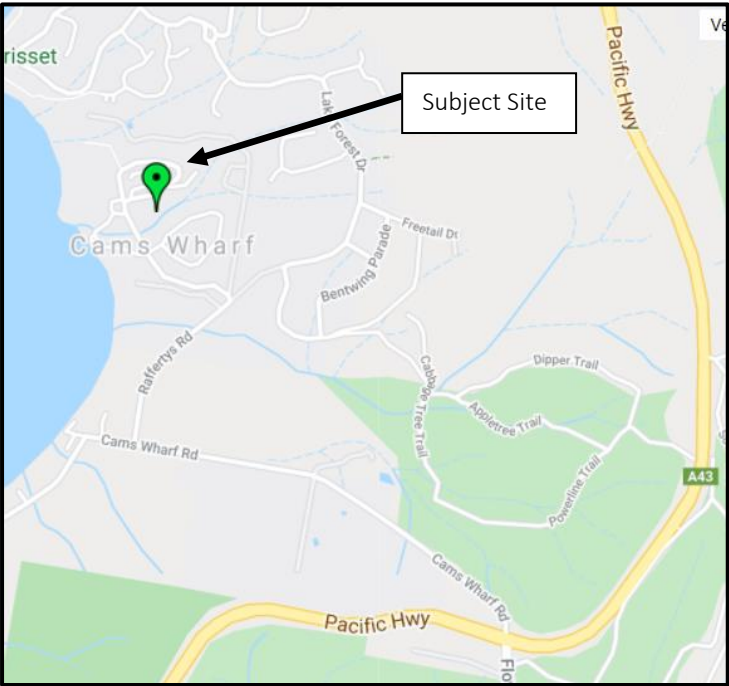 Ve
risset
Pacific Hwy
Subject Site
Lake Forest Dr
Freetail Dr
Cams Wharf
Bentwing Parade
Raffertys Rd
Dipper Trail
Cabbage Tree Trail
Appletree Trail
Cams Wharf Rd
Powerline Trail
A43
Cams Wharf Rd
Pacific Hwy
Flo